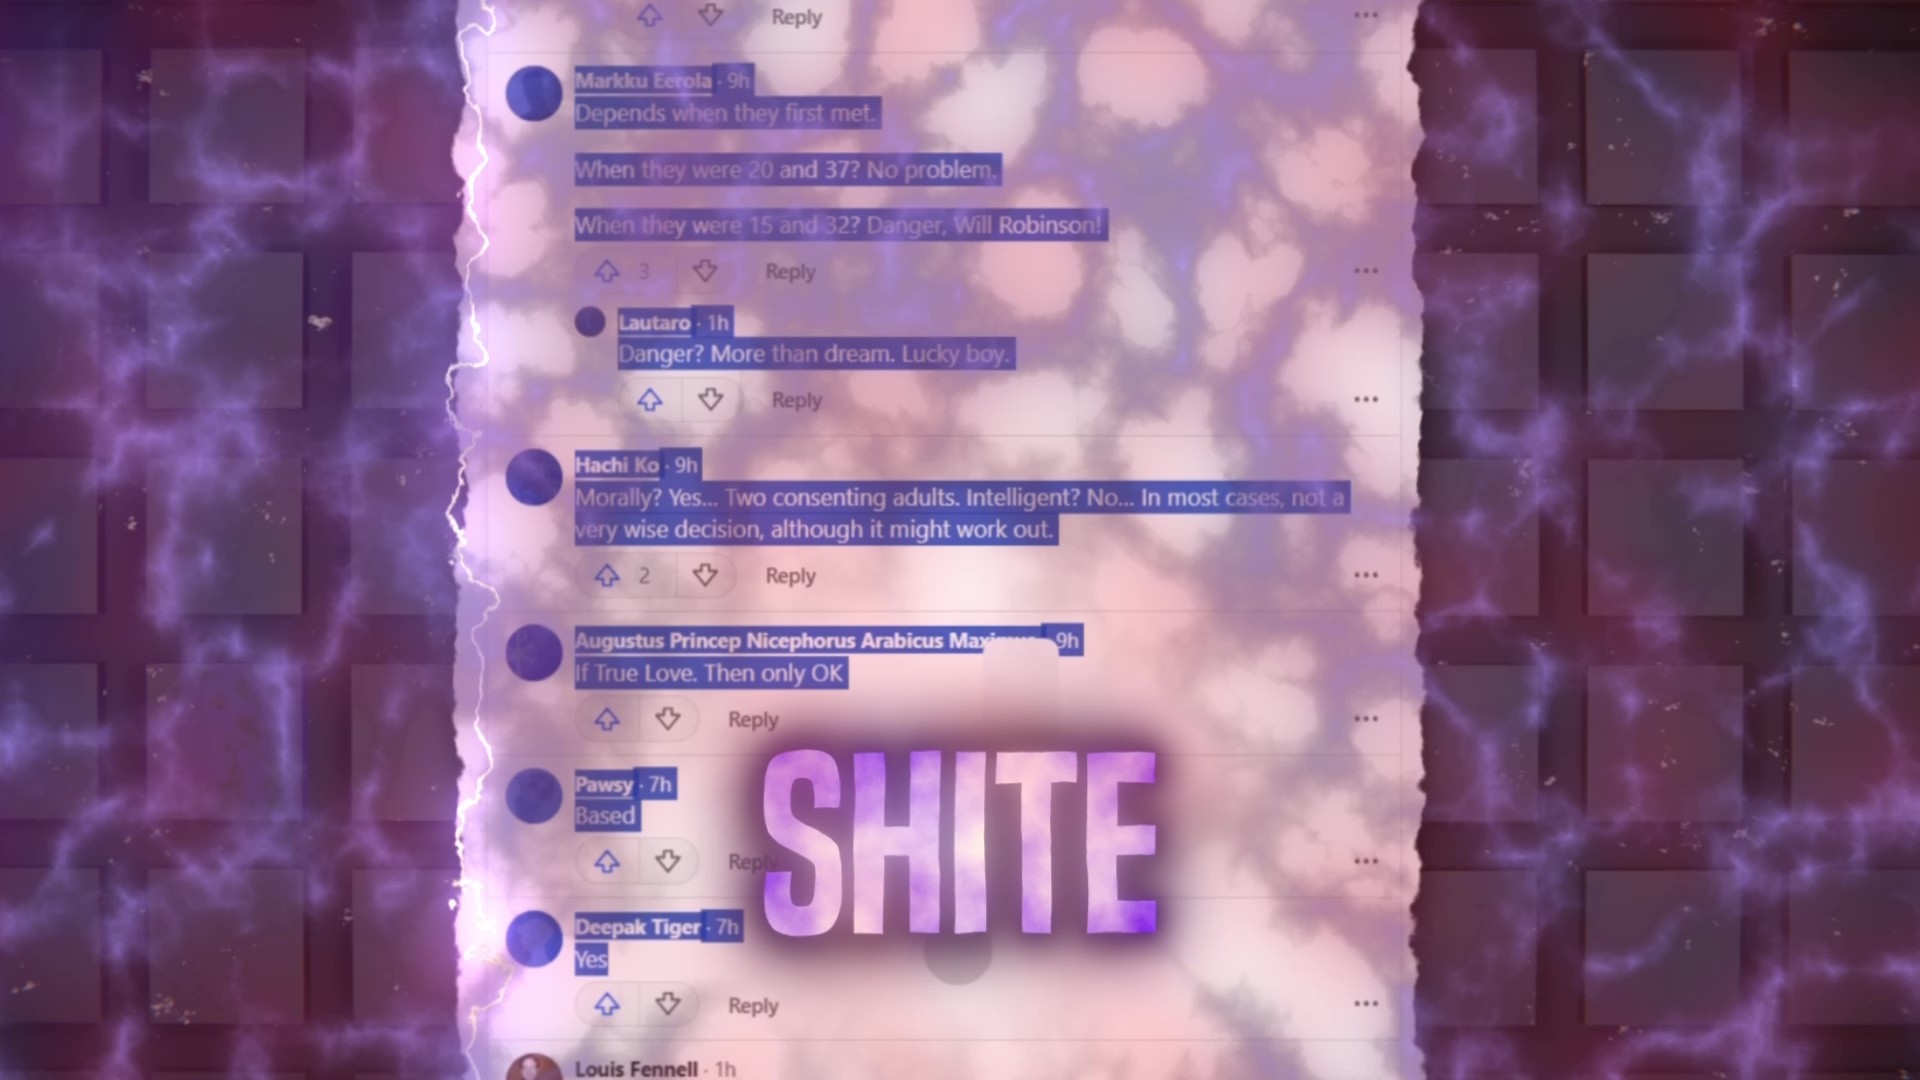 Reply
Markku Eerola · 9h
Depends when they first met.
When they were 20 and 37? No problem.
When they were 15 and 32? Danger, Will Robinson!
3 Reply
Lautaro · 1h
Danger? More than dream. Lucky boy.
Reply
Hachi Ko · 9h
Morally? Yes... Two consenting adults. Intelligent? No... In most cases, not a
very wise decision, although it might work out.
2 Reply
Augustus Princep Nicephorus Arabicus 9h
If True Love. Then only OK
Reply
Pawsy · 7h
Based
Reply
SHITE
Deepak Tiger · 7h
Yes
Reply
Louis Fennell · 1h